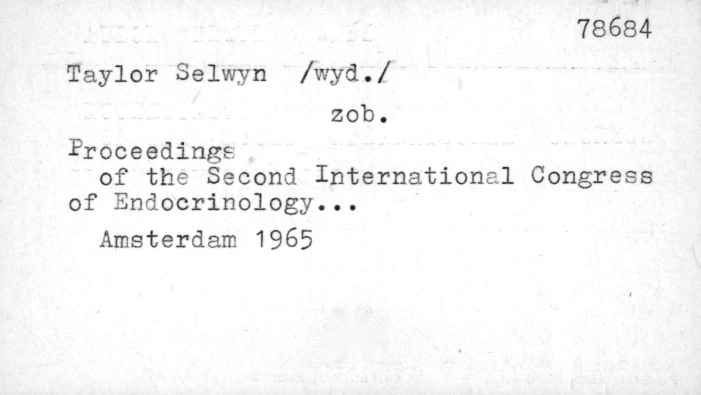 78684
Taylor Selwyn /wyd./
zob.
Proceedings
of the Second International Congress
of Endocrinology...
Amsterdam 1965